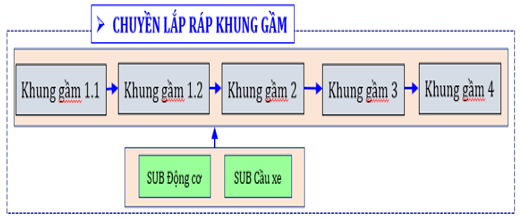 ➢ CHUYỀN LẮP RÁP KHUNG GẦM
Khung gầm 1.1
Khung gầm 1.2
Khung gầm 2
Khung gầm 3
Khung gầm 4
SUB Động cơ
SUB Cầu xe